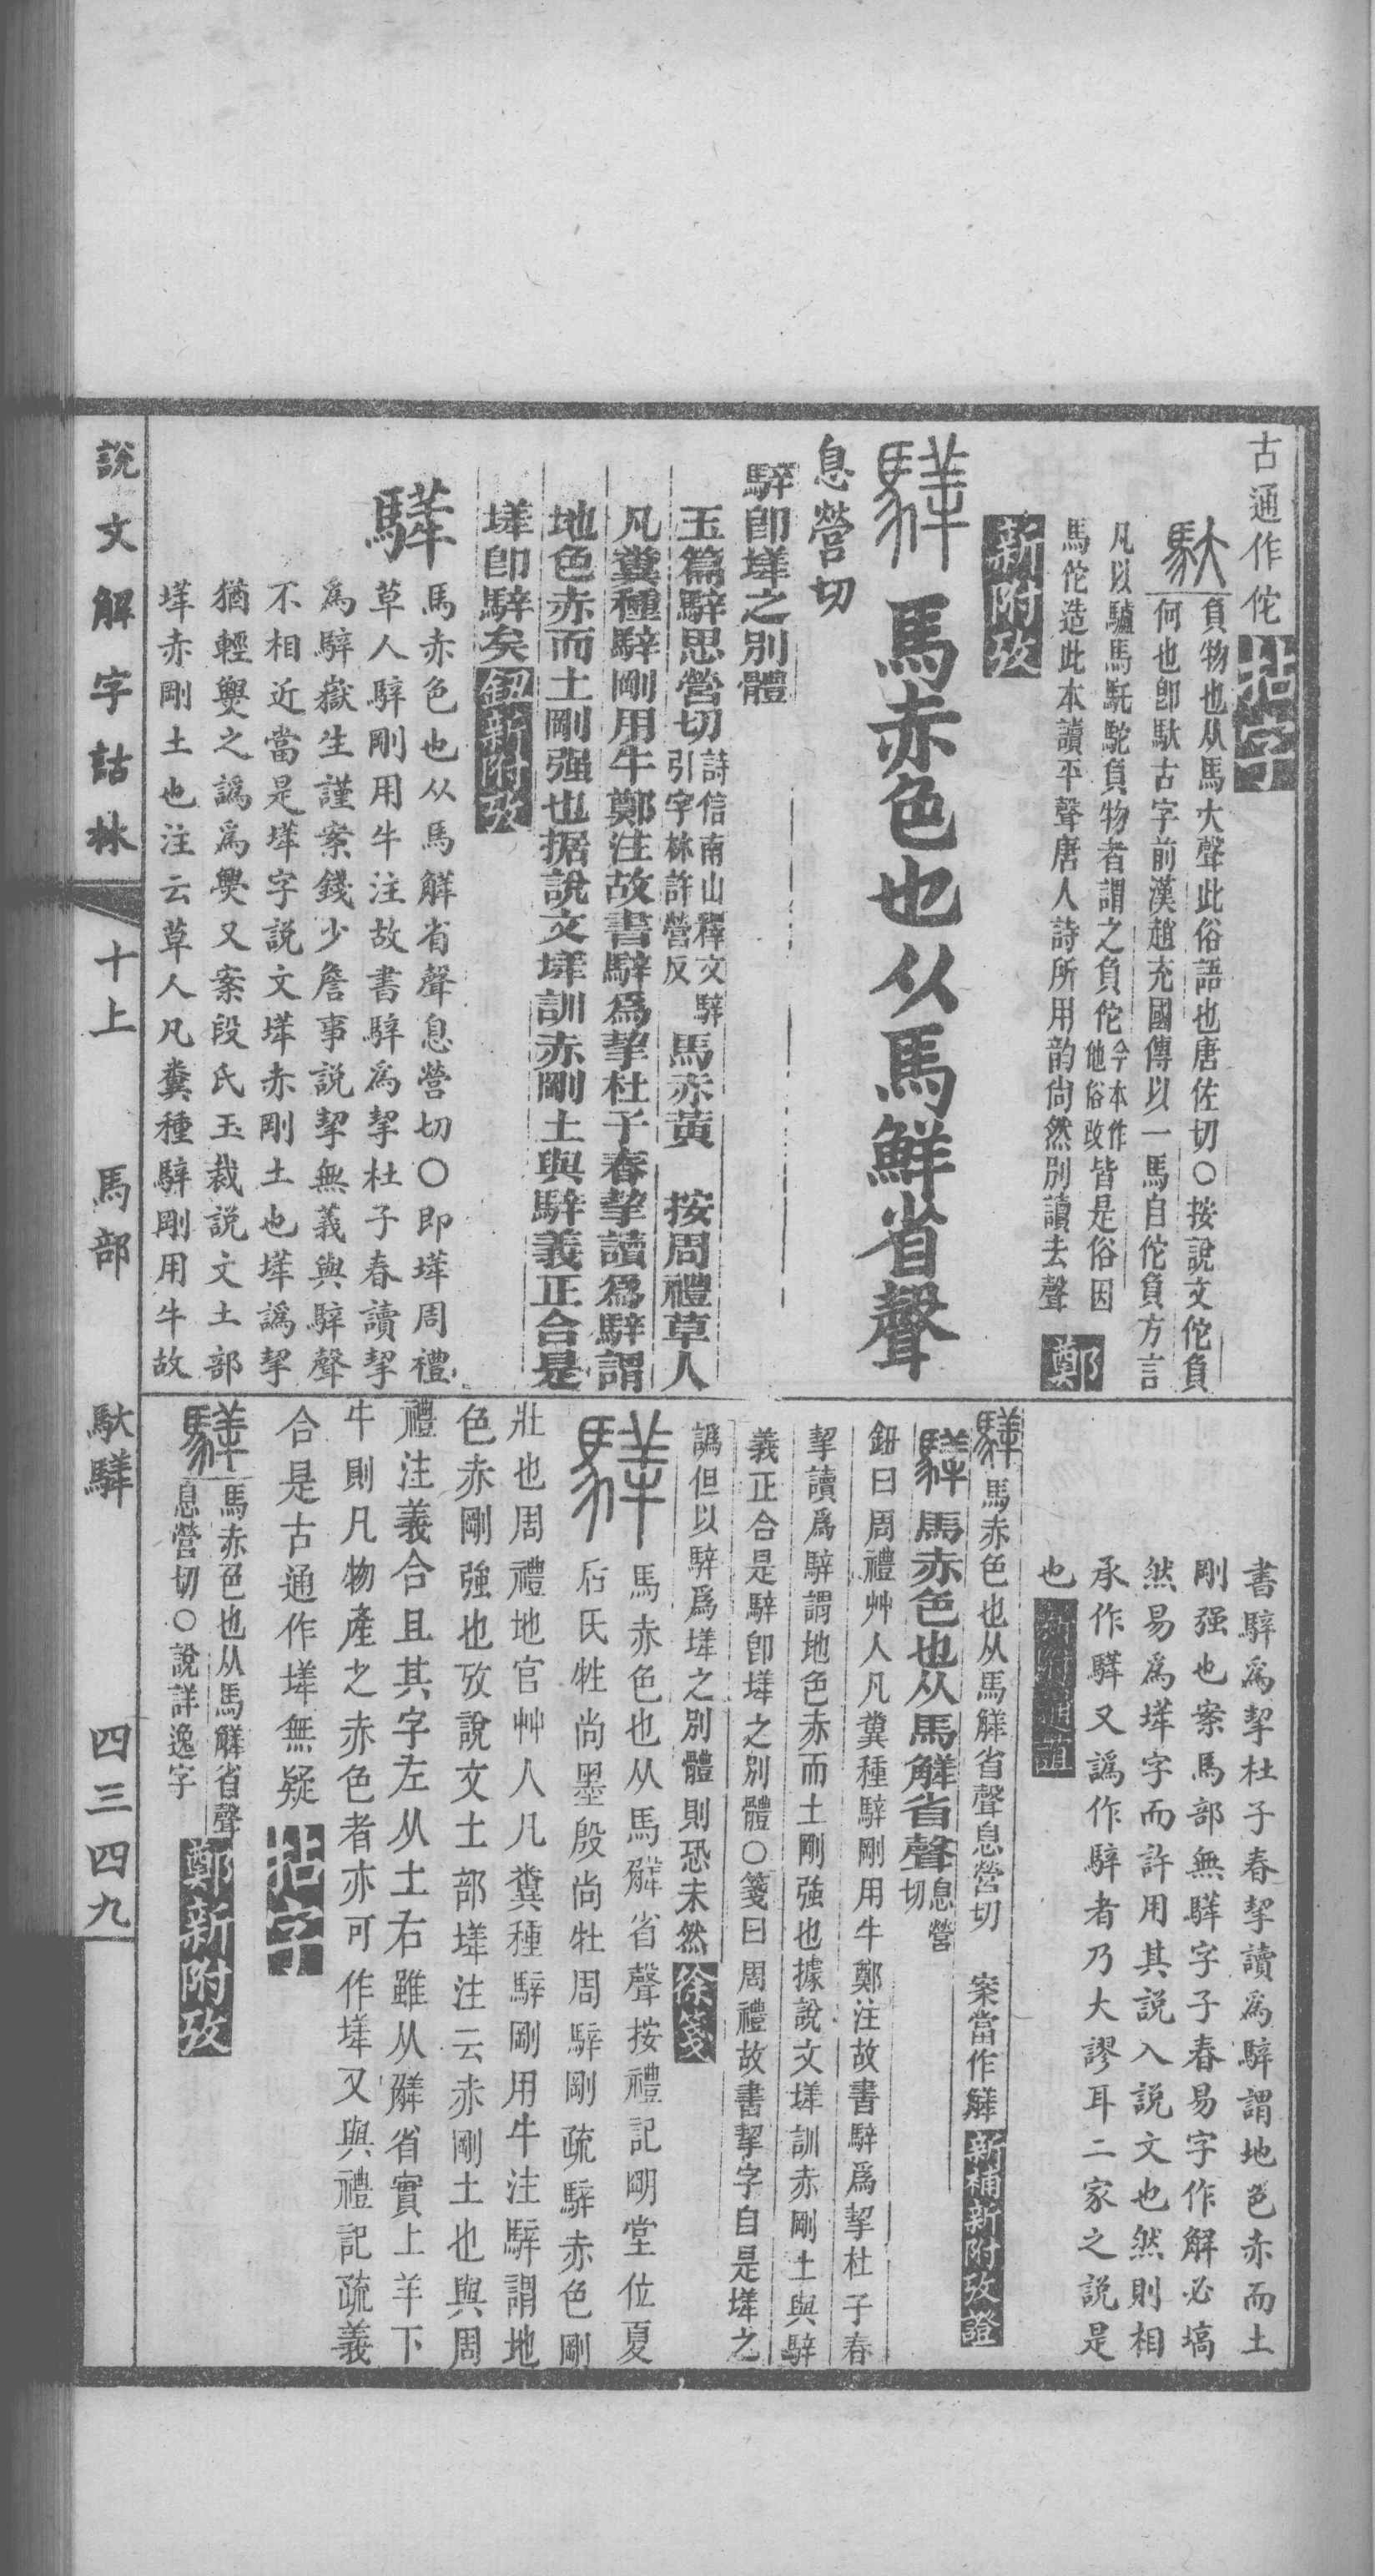 古通作佗拈字
馱
負物也从馬大聲此俗語也唐佐切〇按說文佗負
何也卽馱古字前漢趙充國傳以一馬自佗負方言
凡以驢馬馲駝負物者謂之負佗今本作他俗改皆是俗因
馬佗造此本讀平聲唐人詩所用韵尙然別讀去聲　鄭
新附攷
馬赤色也从馬鮮省聲
息營切
騂卽垟之別體
玉篇騂思營切詩信南山釋文騂引字林許營反馬赤黃　按周禮草人
凡糞種騂剛用牛鄭注故書騂爲挈杜子春挈讀爲騂謂
地色赤而土剛强也据說文垟訓赤剛土與騂義正合是
垟卽騂矣鈕新附攷
馬赤色也从馬觲省聲息營切〇即垟周禮
草人騂剛用牛注故書騂爲挈杜子春讀挈
爲騂嶽生謹案錢少詹事説挈無義與騂聲
不相近當是垟字説文垟赤剛土也垟譌挈
猶輕㷼之譌爲㷼又案段氏玉裁説文土部
垟赤剛土也注云草人凡糞種騂剛用牛故
書騂爲挈杜子春挈讀爲騂謂地色赤而土
剛强也案馬部無騂字子春易字作解必塙
然易爲垟字而許用其説入説文也然則相
承作驊又譌作騂者乃大謬耳二家之説是
也新附通誼
馬赤色也从馬觲省聲息營切　案當作觲新補新附攷證
馬赤色也从馬觲省聲息營切
鈕曰周禮艸人凡糞種騂剛用牛鄭注故書騂爲挈杜子春
挈讀爲騂謂地色赤而土剛強也據說文垟訓赤剛土與騂
義正合是騂卽垟之別體〇箋曰周禮故書挈字自是垟之
譌但以騂爲垟之別體則恐未然徐箋
馬赤色也从馬觲省聲按禮記明堂位夏
后氏牲尚墨殷尚牡周騂剛疏騂赤色剛
壯也周禮地官艸人凡糞種騂剛用牛注騂謂地
色赤剛強也攷說文土部垟注云赤剛土也與周
禮注義合且其字左从土右雖从觲省實上羊下
牛則凡物產之赤色者亦可作垟又與禮記疏義
合是古通作垟無疑拈字
馬赤色也从馬觲省聲
息營切〇說詳逸字　鄭新附攷
說文解字詁林　十上　馬部　馱驊　四三四九